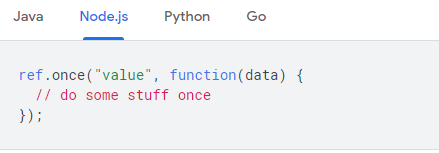 Java Node.js Python Go
ref.once("value", function(data) {
  // do some stuff once
});